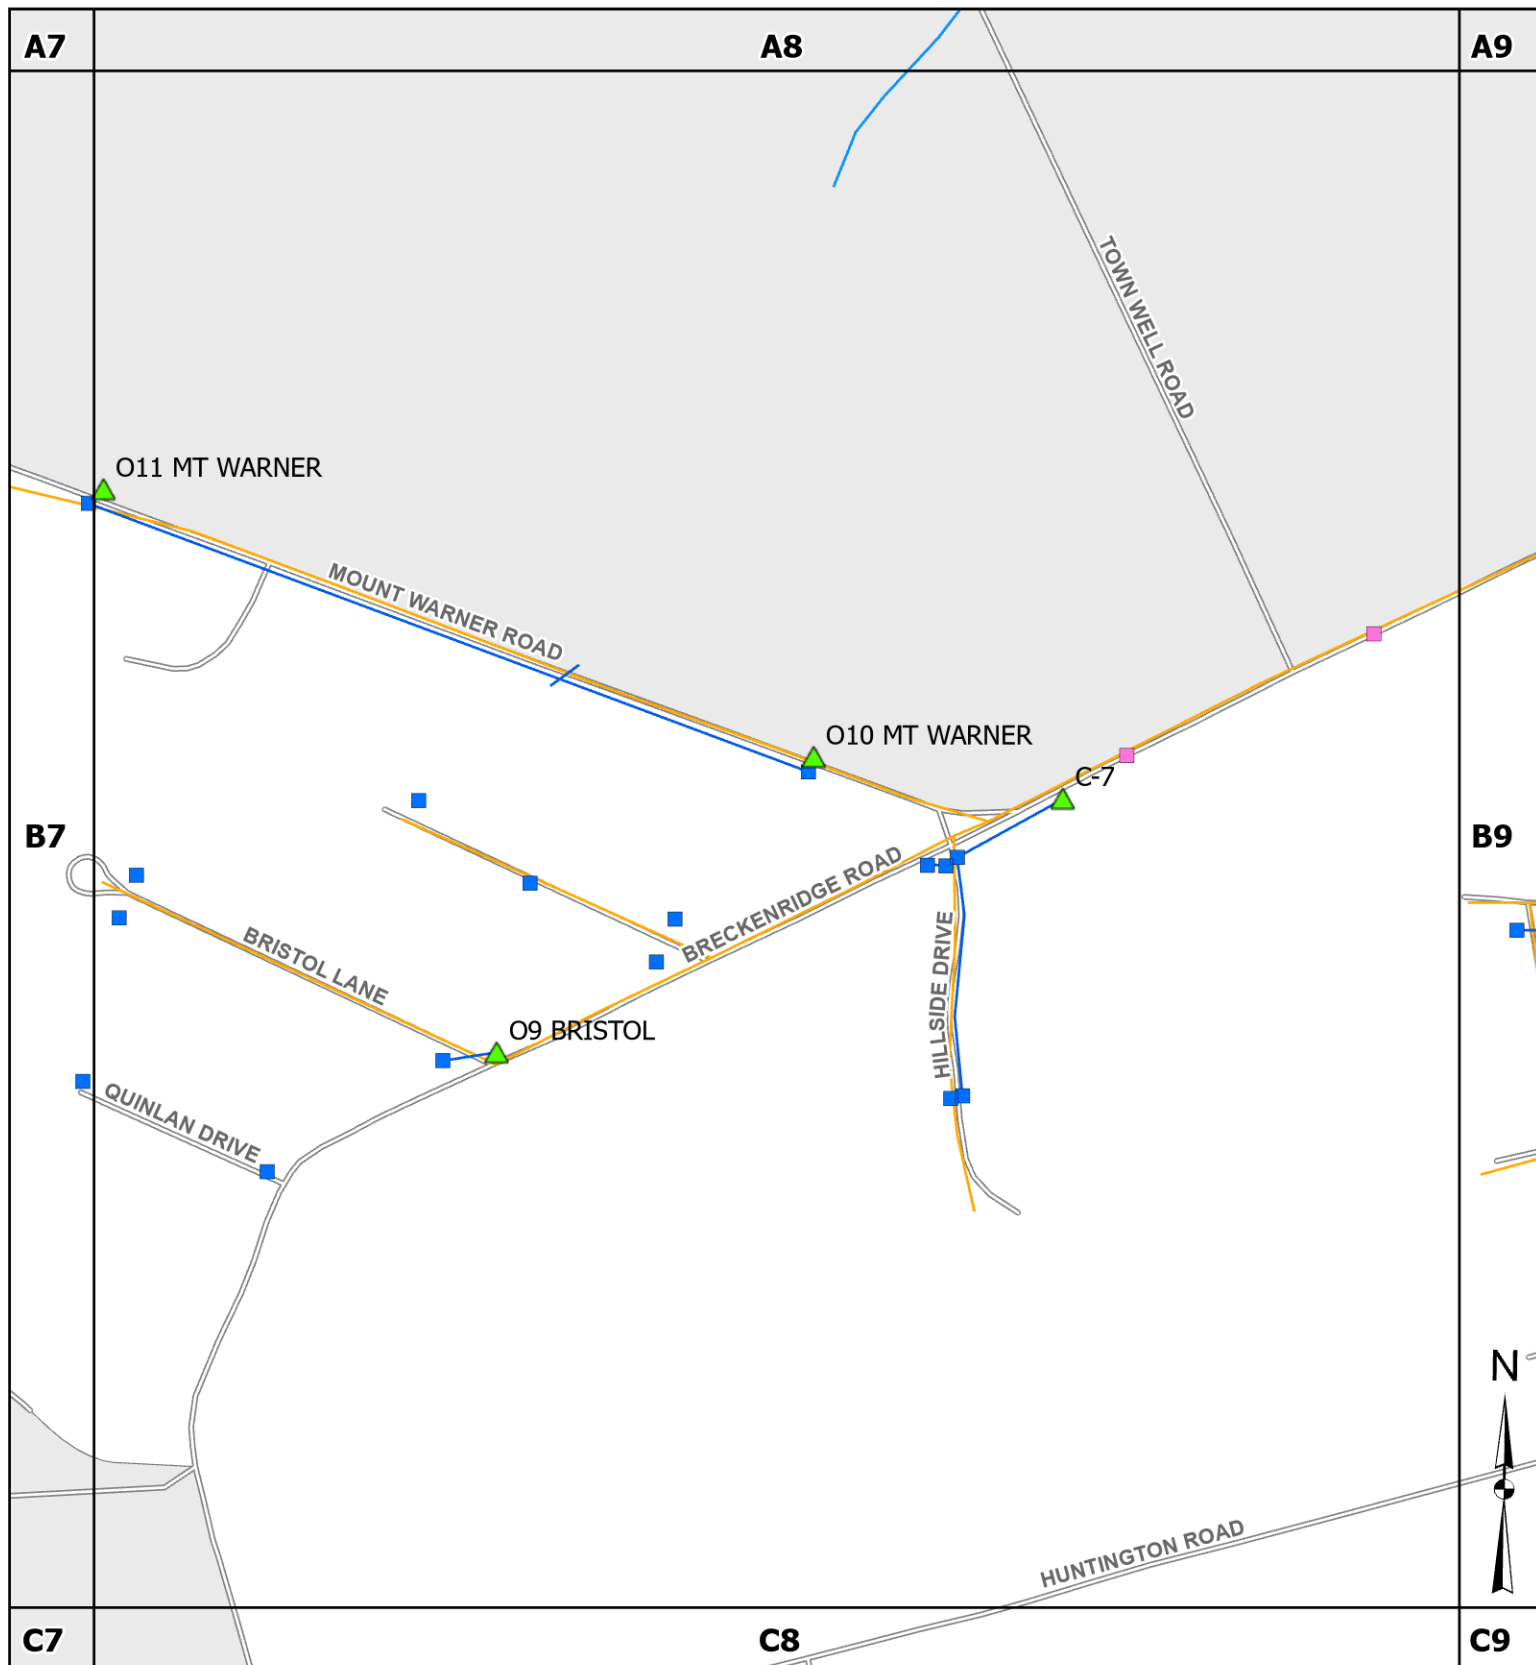 A7
A8
A9
TOWN WELL ROAD
O11 MT WARNER
MOUNT WARNER ROAD
O10 MT WARNER
C-7
B7
B9
BRECKENRIDGE ROAD
BRISTOL LANE
HILLSIDE DRIVE
O9 BRISTOL
QUINLAN DRIVE
N
HUNTINGTON ROAD
C7
C8
C9